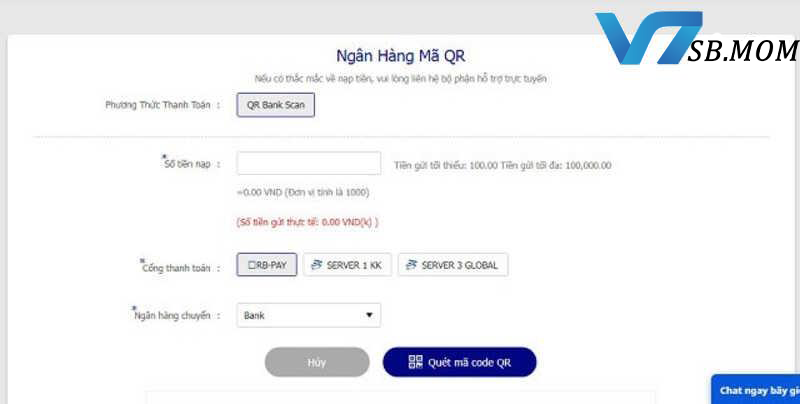 V7SB.MOM
Ngân Hàng Mã QR
Nếu có thắc mắc về nạp tiền, vui lòng liên hệ bộ phận hỗ trợ trực tuyến
Phương Thức Thanh Toán : QR Bank Scan
*Số tiền nạp : Tiền gửi tối thiểu: 100.00 Tiền gửi tối đa: 100,000.00
=0.00 VND (Đơn vị tính là 1000)
(Số tiền gửi thực tế: 0.00 VND(k) )
*Cổng thanh toán : RB-PAY SERVER 1 KK SERVER 3 GLOBAL
*Ngân hàng chuyển : Bank
Hủy Quét mã code QR
Chat ngay bây